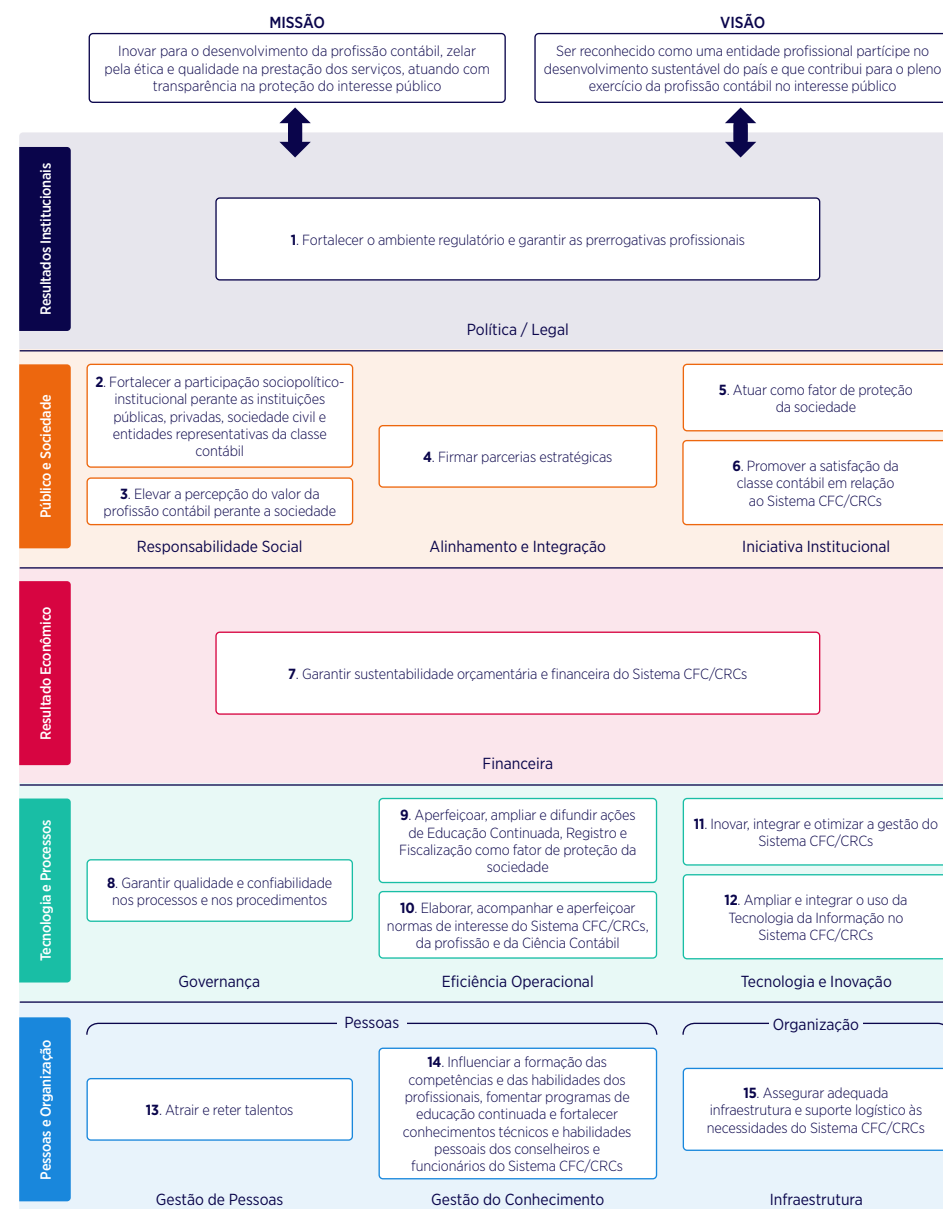 MISSÃO
Inovar para o desenvolvimento da profissão contábil, zelar
pela ética e qualidade na prestação dos serviços, atuando com
transparência na proteção do interesse público
VISÃO
Ser reconhecido como uma entidade profissional partícipe no
desenvolvimento sustentável do país e que contribui para o pleno
exercício da profissão contábil no interesse público
Resultados Institucionais
1. Fortalecer o ambiente regulatório e garantir as prerrogativas profissionais
Política / Legal
Público e Sociedade
2. Fortalecer a participação sociopolítico-
institucional perante as instituições
públicas, privadas, sociedade civil e
entidades representativas da classe
contábil
3. Elevar a percepção do valor da
profissão contábil perante a sociedade
Responsabilidade Social
4. Firmar parcerias estratégicas
Alinhamento e Integração
5. Atuar como fator de proteção
da sociedade
6. Promover a satisfação da
classe contábil em relação
ao Sistema CFC/CRCs
Iniciativa Institucional
Resultado Econômico
7. Garantir sustentabilidade orçamentária e financeira do Sistema CFC/CRCs
Financeira
Tecnologia e Processos
8. Garantir qualidade e confiabilidade
nos processos e nos procedimentos
Governança
9. Aperfeiçoar, ampliar e difundir ações
de Educação Continuada, Registro e
Fiscalização como fator de proteção da
sociedade
10. Elaborar, acompanhar e aperfeiçoar
normas de interesse do Sistema CFC/CRCs,
da profissão e da Ciência Contábil
Eficiência Operacional
11. Inovar, integrar e otimizar a gestão do
Sistema CFC/CRCs
12. Ampliar e integrar o uso da
Tecnologia da Informação no
Sistema CFC/CRCs
Tecnologia e Inovação
Pessoas e Organização
Pessoas
13. Atrair e reter talentos
Gestão de Pessoas
14. Influenciar a formação das
competências e das habilidades dos
profissionais, fomentar programas de
educação continuada e fortalecer
conhecimentos técnicos e habilidades
pessoais dos conselheiros e
funcionários do Sistema CFC/CRCs
Gestão do Conhecimento
Organização
15. Assegurar adequada
infraestrutura e suporte logístico às
necessidades do Sistema CFC/CRCs
Infraestrutura